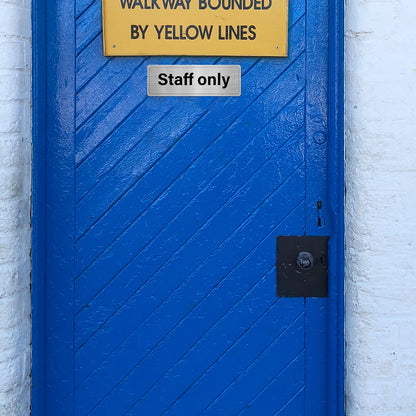 WALKWAY BOUNDED
BY YELLOW LINES
Staff only